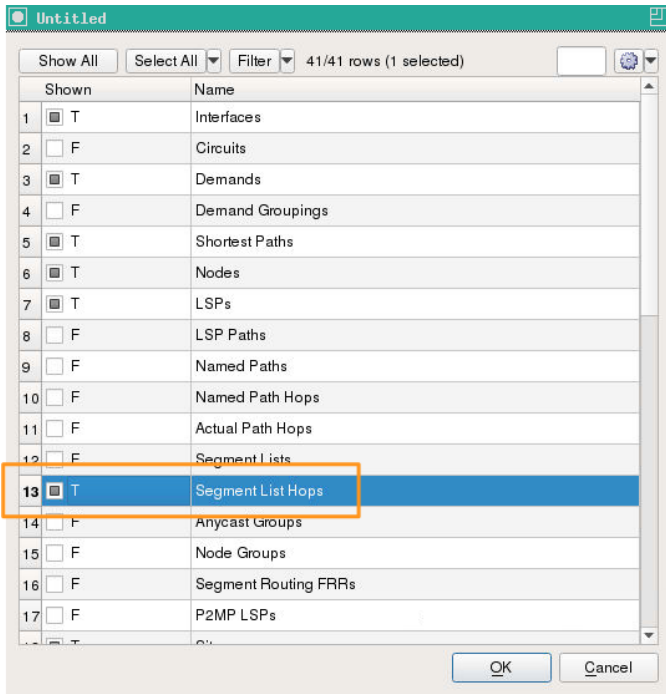 Untitled
Show All Select All Filter 41/41 rows (1 selected)
Shown Name
1 T Interfaces
2 F Circuits
3 T Demands
4 F Demand Groupings
5 T Shortest Paths
6 T Nodes
7 T LSPs
8 F LSP Paths
9 F Named Paths
10 F Named Path Hops
11 F Actual Path Hops
12 F Segment Lists
13 T Segment List Hops
14 F Anycast Groups
15 F Node Groups
16 F Segment Routing FRRs
17 F P2MP LSPs
OK Cancel